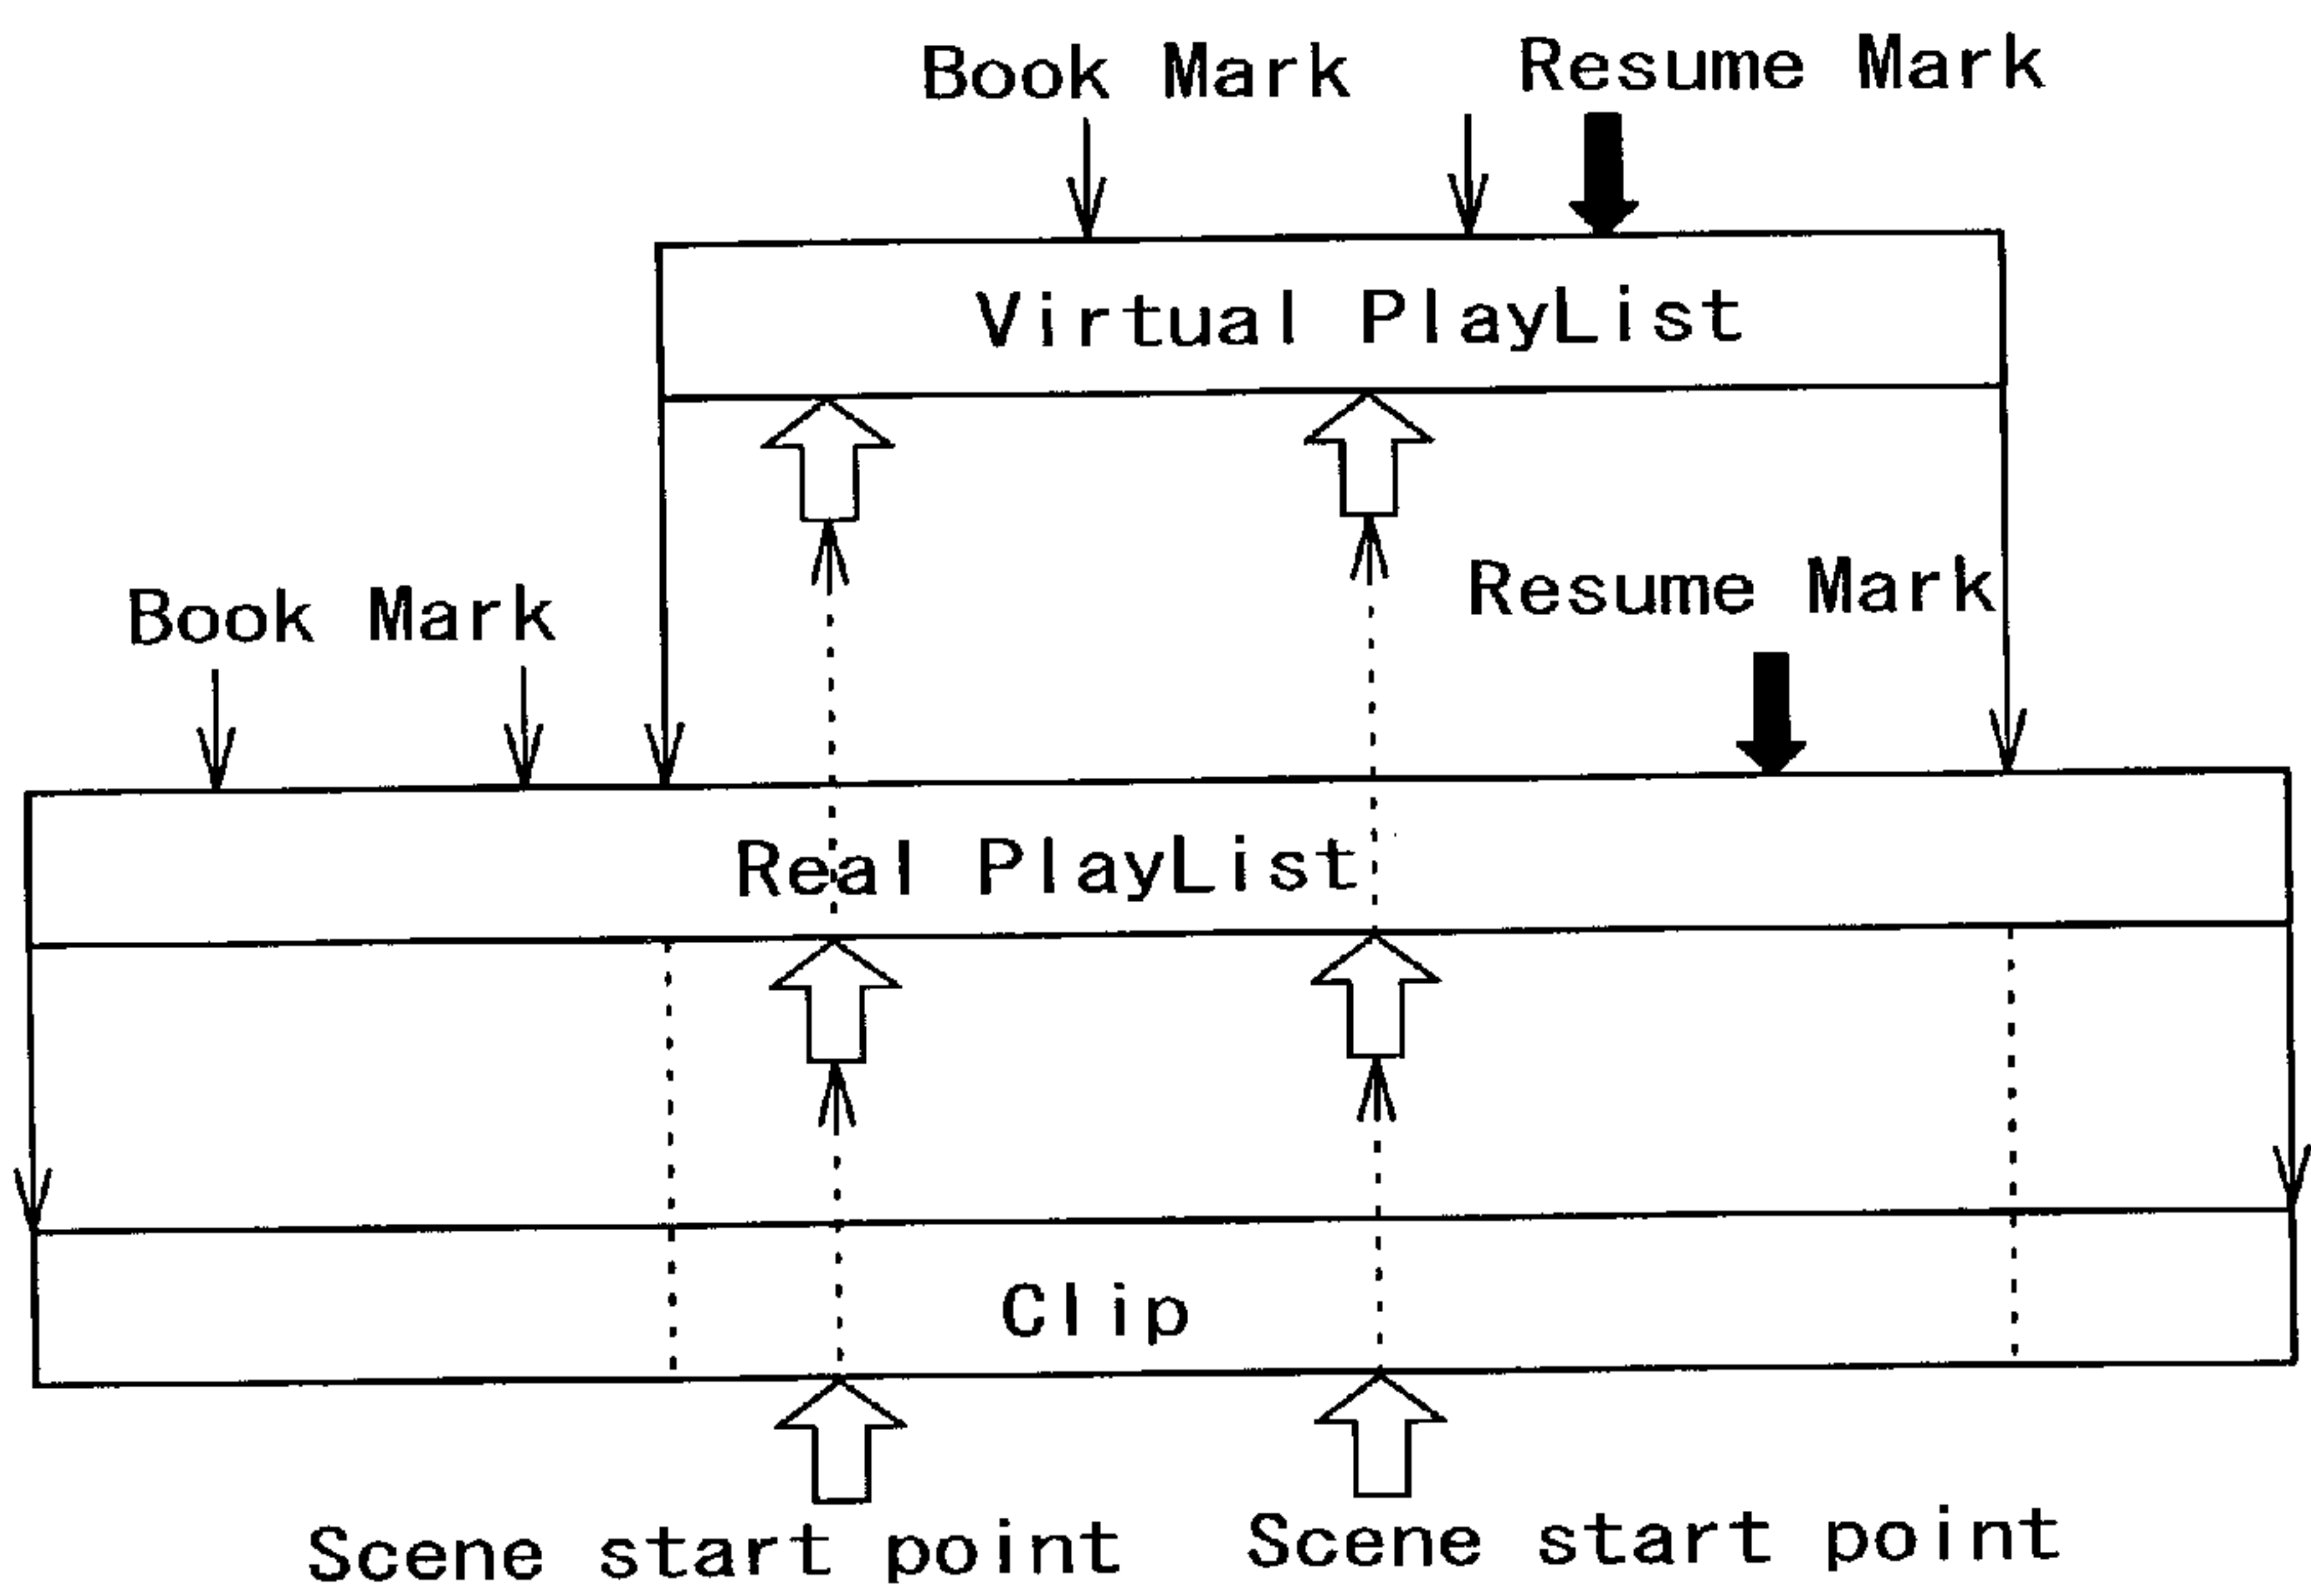 Book Mark Resume Mark
Virtual PlayList
Resume Mark
Book Mark
Real PlayList
Clip
Scene start point Scene start point